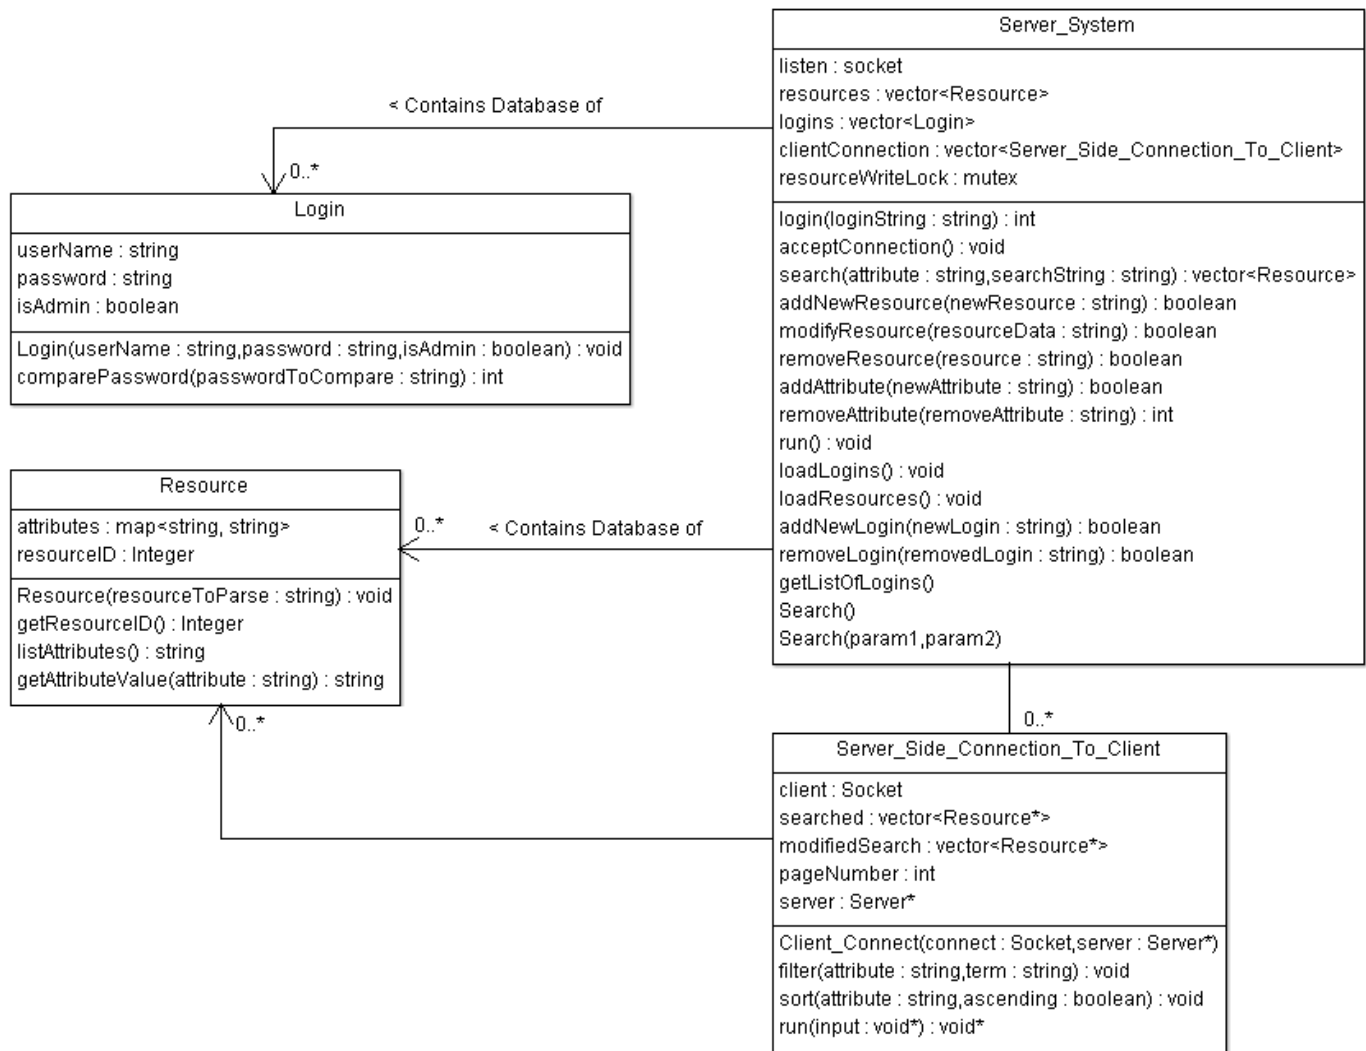 Server_System
listen : socket
resources : vector<Resource>
logins : vector<Login>
clientConnection : vector<Server_Side_Connection_To_Client>
resourceWriteLock : mutex
login(loginString : string) : int
acceptConnection() : void
search(attribute : string,searchString : string) : vector<Resource>
addNewResource(newResource : string) : boolean
modifyResource(resourceData : string) : boolean
removeResource(resource : string) : boolean
addAttribute(newAttribute : string) : boolean
removeAttribute(removeAttribute : string) : int
run() : void
loadLogins() : void
loadResources() : void
addNewLogin(newLogin : string) : boolean
removeLogin(removedLogin : string) : boolean
getListOfLogins()
Search()
Search(param1,param2)
< Contains Database of
0..*
Login
userName : string
password : string
isAdmin : boolean
Login(userName : string,password : string,isAdmin : boolean) : void
comparePassword(passwordToCompare : string) : int
Resource
attributes : map<string, string>
resourceID : Integer
Resource(resourceToParse : string) : void
getResourceID() : Integer
listAttributes() : string
getAttributeValue(attribute : string) : string
0..*
< Contains Database of
0..*
0..*
Server_Side_Connection_To_Client
client : Socket
searched : vector<Resource*>
modifiedSearch : vector<Resource*>
pageNumber : int
server : Server*
Client_Connect(connect : Socket,server : Server*)
filter(attribute : string,term : string) : void
sort(attribute : string,ascending : boolean) : void
run(input : void*) : void*